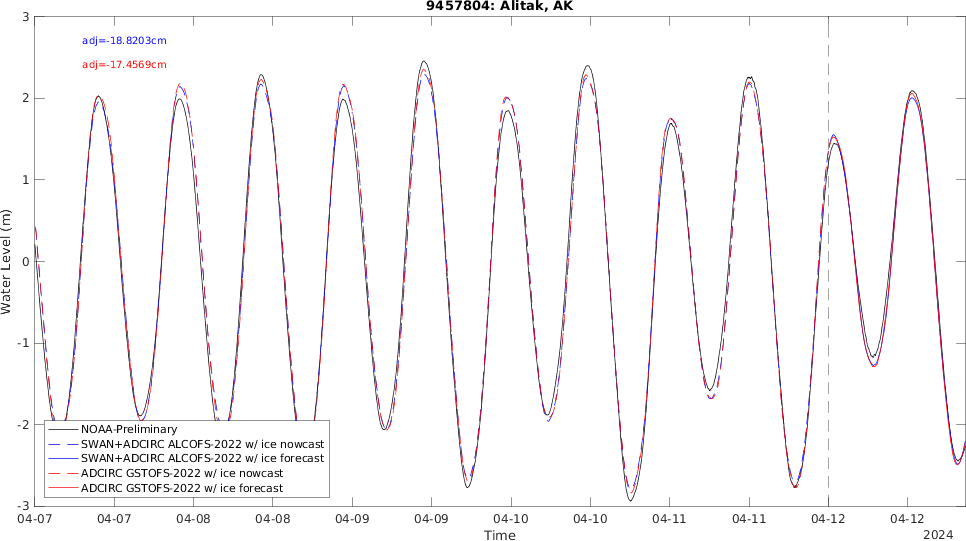 9457804: Alitak, AK
3
adj=-18.8203cm
adj=-17.4569cm
2
1
0
-1
-2
-3
Water Level (m)
NOAA-Preliminary
SWAN+ADCIRC ALCOFS-2022 w/ ice nowcast
SWAN+ADCIRC ALCOFS-2022 w/ ice forecast
ADCIRC GSTOFS-2022 w/ ice nowcast
ADCIRC GSTOFS-2022 w/ ice forecast
04-07 04-07 04-08 04-08 04-09 04-09 04-10 04-10 04-11 04-11 04-12 04-12
Time
2024